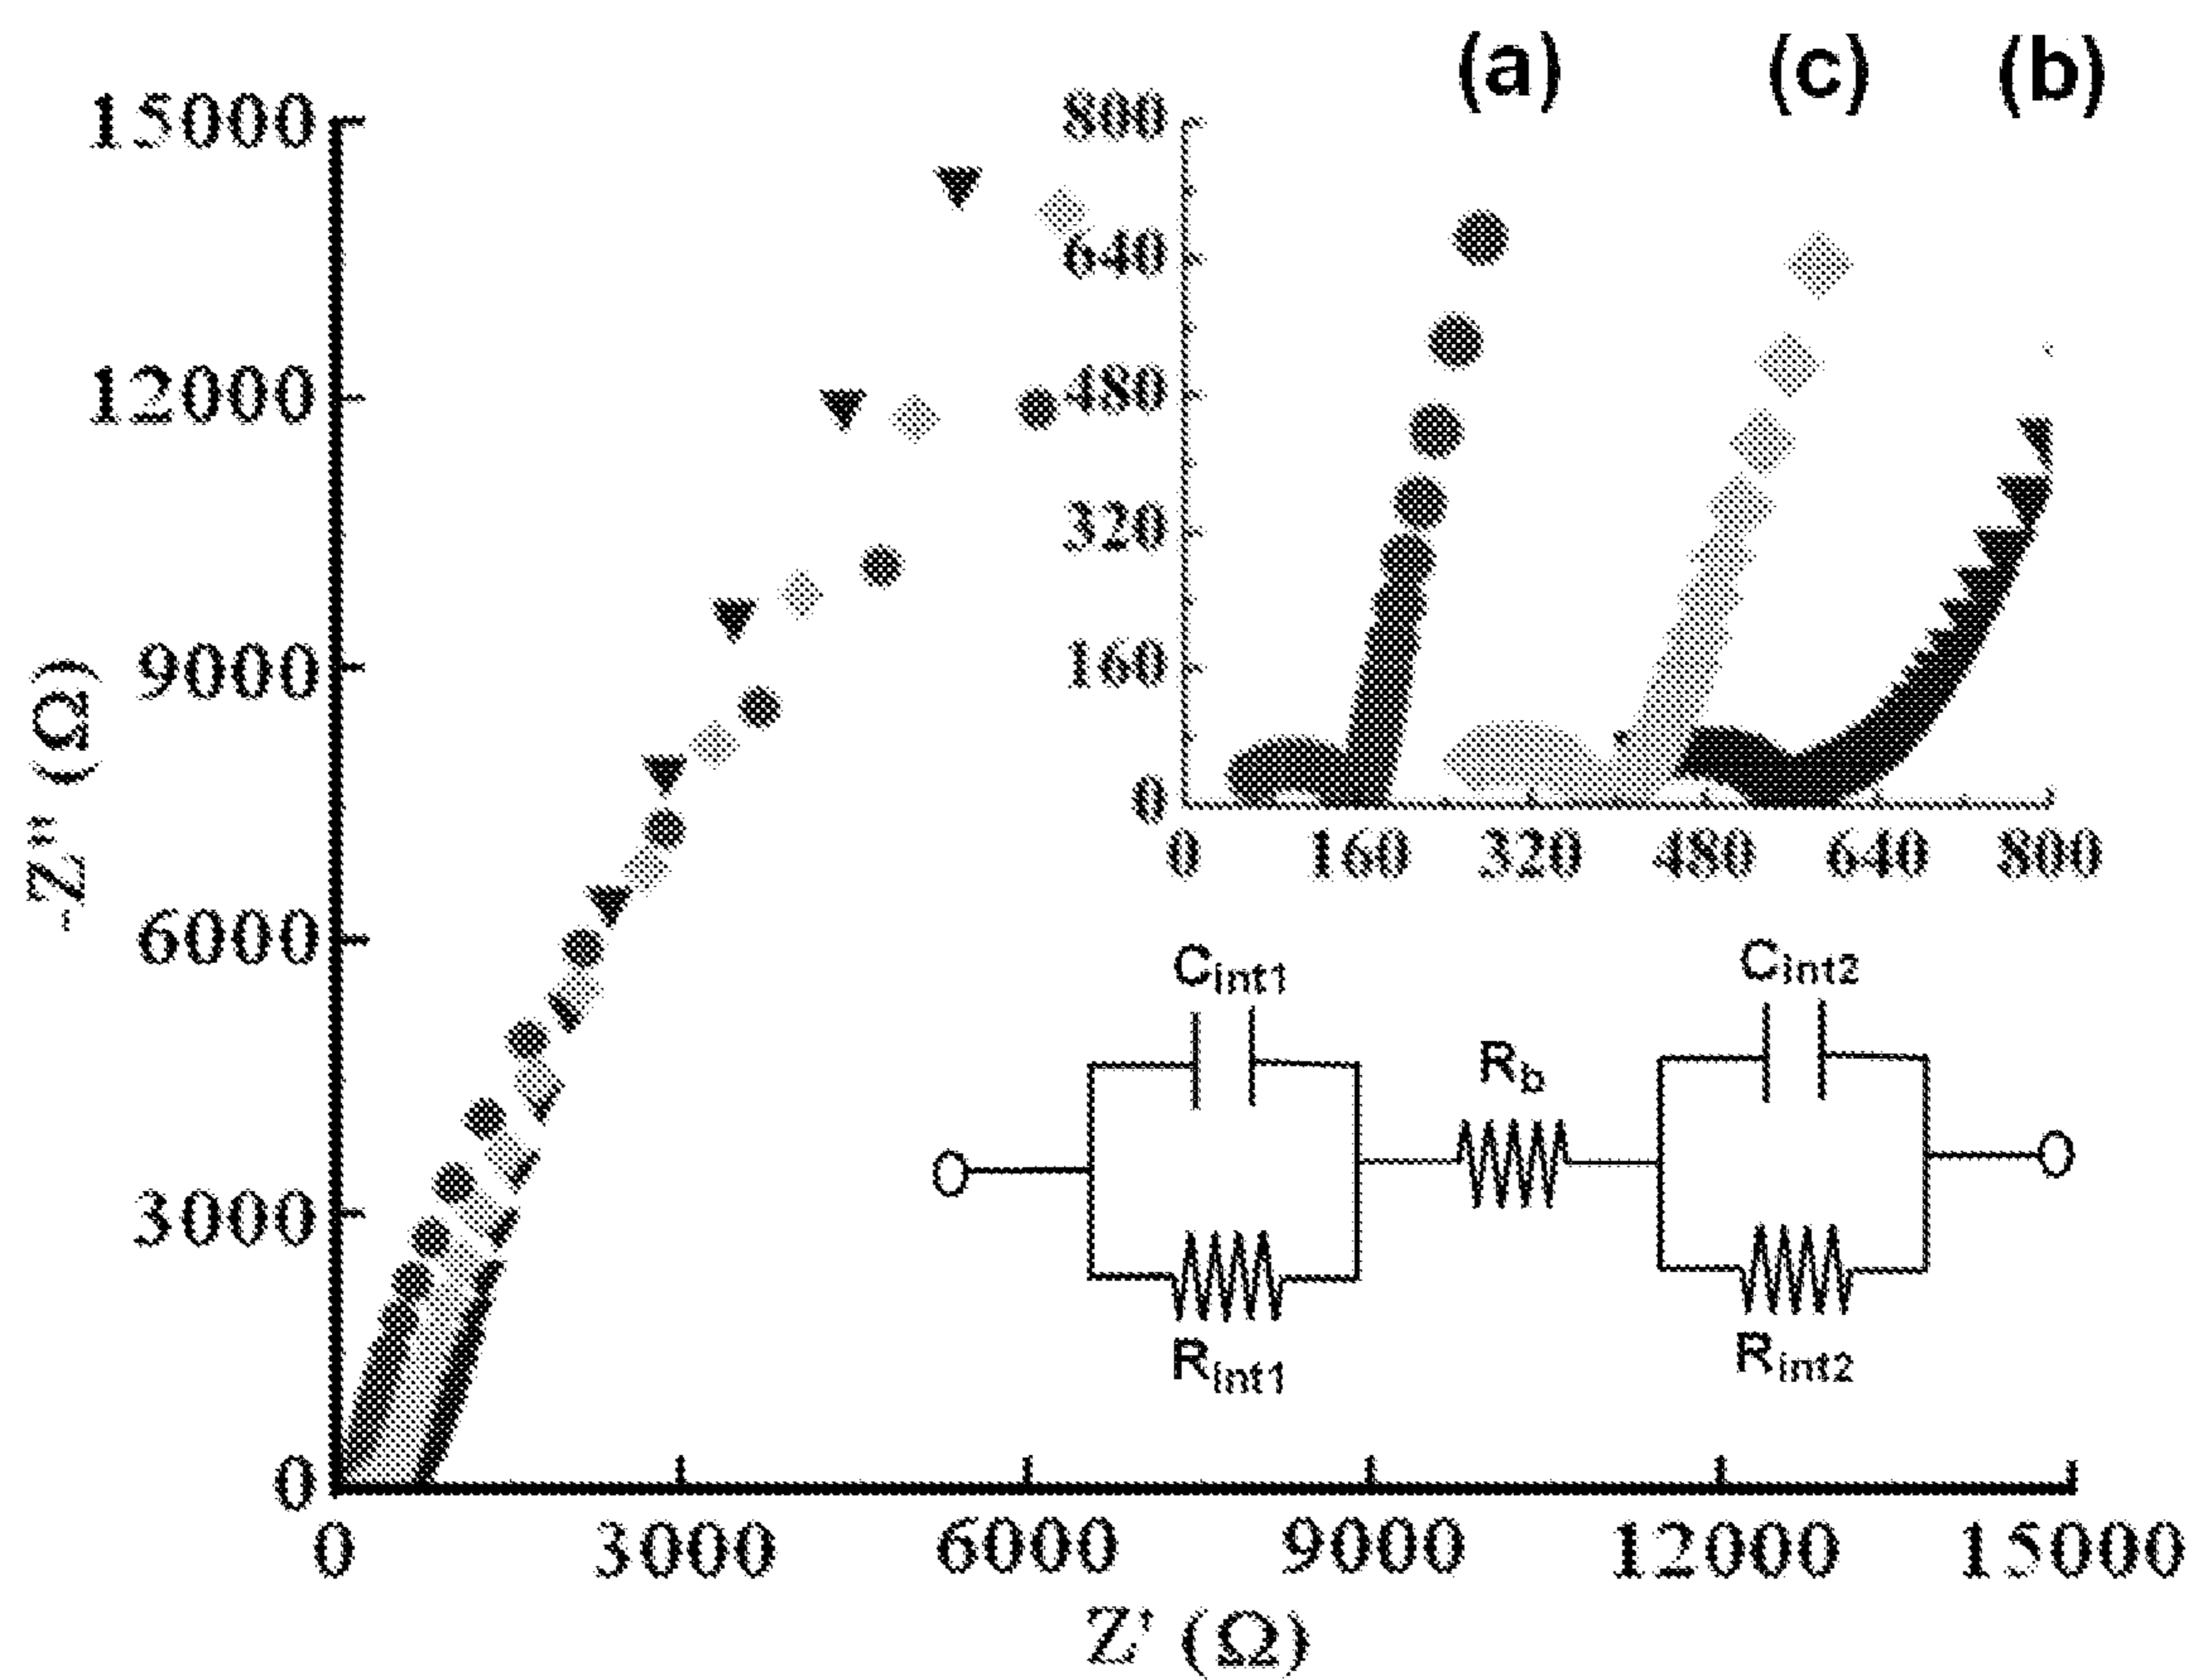 (a) (c) (b)
15000
12000
9000
6000
3000
0
-Z'' (Ω)
800
640
480
320
160
0
0 160 320 480 640 800
Cint1
Cint2
Rb
Rint1
Rint2
0 3000 6000 9000 12000 15000
Z' (Ω)